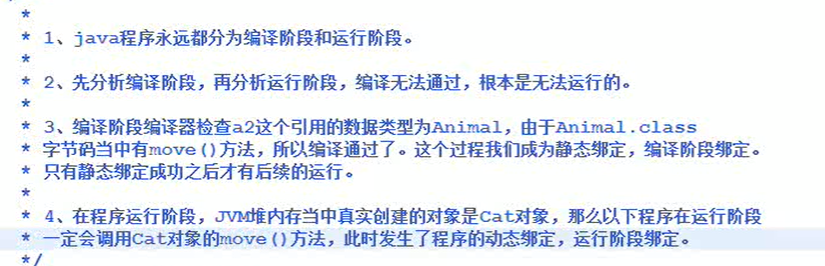 *
* 1、java程序永远都分为编译阶段和运行阶段。
*
* 2、先分析编译阶段，再分析运行阶段，编译无法通过，根本是无法运行的。
*
* 3、编译阶段编译器检查a2这个引用的数据类型为Animal，由于Animal.class
* 字节码当中有move()方法，所以编译通过了。这个过程我们成为静态绑定，编译阶段绑定。
* 只有静态绑定成功之后才有后续的运行。
*
* 4、在程序运行阶段，JVM堆内存当中真实创建的对象是Cat对象，那么以下程序在运行阶段
* 一定会调用Cat对象的move()方法，此时发生了程序的动态绑定，运行阶段绑定。
*/